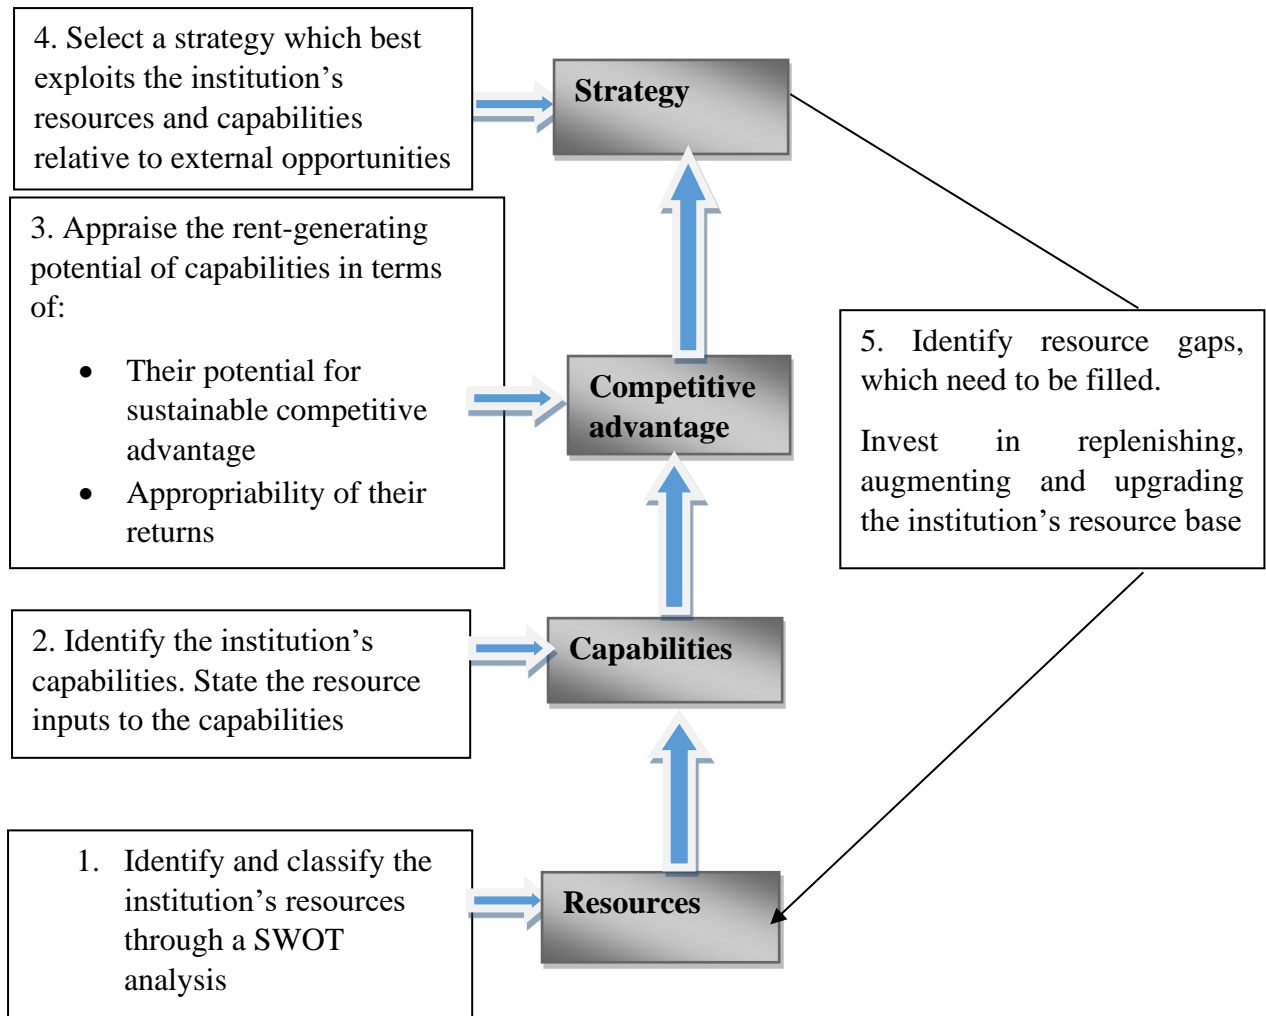 4. Select a strategy which best
exploits the institution’s
resources and capabilities
relative to external opportunities
Strategy
3. Appraise the rent-generating
potential of capabilities in terms
of:
• Their potential for
sustainable competitive
advantage
• Appropriability of their
returns
Competitive
advantage
5. Identify resource gaps,
which need to be filled.
Invest in replenishing,
augmenting and upgrading
the institution’s resource base
2. Identify the institution’s
capabilities. State the resource
inputs to the capabilities
Capabilities
1. Identify and classify the
institution’s resources
through a SWOT
analysis
Resources